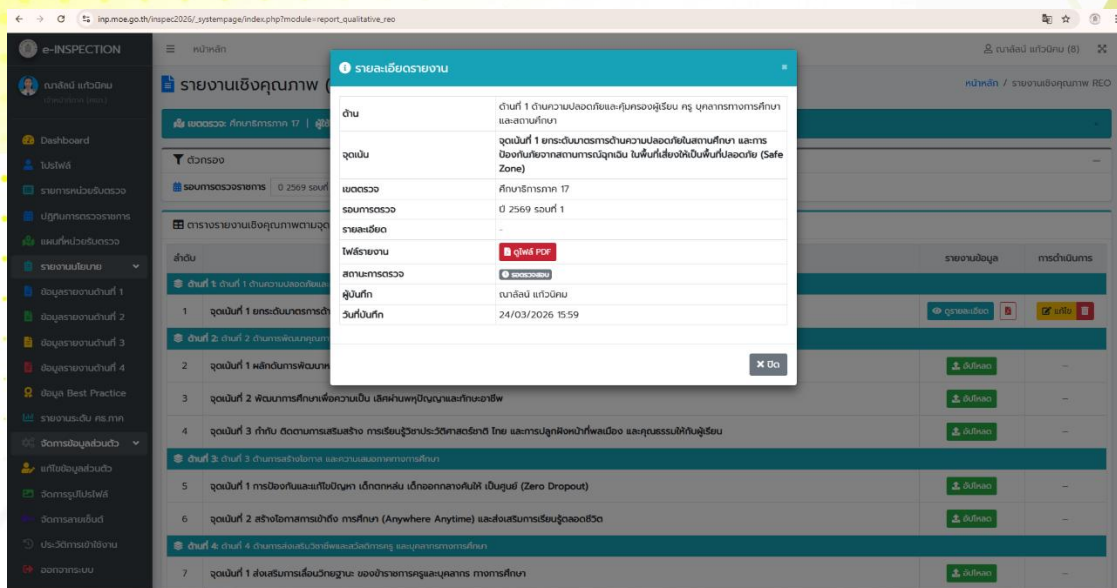 inp.moe.go.th/inspec2026/_systempage/index.php?module=report_qualitative_reo
e-INSPECTION
หน้าหลัก
ณาลัลน์ แก้วนิคม (8)
ณาลัลน์ แก้วนิคม
รายงานเชิงคุณภาพ (
หน้าหลัก / รายงานเชิงคุณภาพ REO
เขตตรวจ: ศึกษาธิการภาค 17 |
Dashboard
โปรไฟล์
รายการหน่วยรับตรวจ
ปฏิทินการตรวจราชการ
แผนที่หน่วยรับตรวจ
รายงานนโยบาย
ข้อมูลรายงานด้านที่ 1
ข้อมูลรายงานด้านที่ 2
ข้อมูลรายงานด้านที่ 3
ข้อมูลรายงานด้านที่ 4
ข้อมูล Best Practice
รายงานระดับ ศธ.ภาค
จัดการข้อมูลส่วนตัว
แก้ไขข้อมูลส่วนตัว
จัดการรูปโปรไฟล์
จัดการลายเซ็นต์
ประวัติการเข้าใช้งาน
ออกจากระบบ
ตัวกรอง
รอบการตรวจราชการ ปี 2569 รอบที่
ตารางรายงานเชิงคุณภาพตามจุด
ลำดับ
รายงานข้อมูล
การดำเนินการ
รายละเอียดรายงาน
ด้าน
ด้านที่ 1 ด้านความปลอดภัยและคุ้มครองผู้เรียน ครู บุคลากรทางการศึกษา
และสถานศึกษา
จุดเน้น
จุดเน้นที่ 1 ยกระดับมาตรการด้านความปลอดภัยในสถานศึกษา และการ
ป้องกันภัยจากสถานการณ์ฉุกเฉิน ในพื้นที่เสี่ยงให้เป็นพื้นที่ปลอดภัย (Safe
Zone)
เขตตรวจ
ศึกษาธิการภาค 17
รอบการตรวจ
ปี 2569 รอบที่ 1
รายละเอียด
-
ไฟล์รายงาน
ดูไฟล์ PDF
สถานะการตรวจ
รอตรวจสอบ
ผู้บันทึก
ณาลัลน์ แก้วนิคม
วันที่บันทึก
24/03/2026 15:59
ปิด
ด้านที่ 1: ด้านที่ 1 ด้านความปลอดภัยและ
1 จุดเน้นที่ 1 ยกระดับมาตรการด้า
ดูรายละเอียด
แก้ไข
ด้านที่ 2: ด้านที่ 2 ด้านการพัฒนาคุณภา
2 จุดเน้นที่ 1 ผลักดันการพัฒนาห
อัปโหลด
–
3 จุดเน้นที่ 2 พัฒนาการศึกษาเพื่อความเป็น เลิศผ่านพหุปัญญาและทักษะอาชีพ
อัปโหลด
–
4 จุดเน้นที่ 3 กำกับ ติดตามการเสริมสร้าง การเรียนรู้วิชาประวัติศาสตร์ชาติ ไทย และการปลูกฝังหน้าที่พลเมือง และคุณธรรมให้กับผู้เรียน
อัปโหลด
–
ด้านที่ 3: ด้านที่ 3 ด้านการสร้างโอกาส และความเสมอภาคทางการศึกษา
5 จุดเน้นที่ 1 การป้องกันและแก้ไขปัญหา เด็กตกหล่น เด็กออกกลางคันให้ เป็นศูนย์ (Zero Dropout)
อัปโหลด
–
6 จุดเน้นที่ 2 สร้างโอกาสการเข้าถึง การศึกษา (Anywhere Anytime) และส่งเสริมการเรียนรู้ตลอดชีวิต
อัปโหลด
–
ด้านที่ 4: ด้านที่ 4 ด้านการส่งเสริมวิชาชีพและสวัสดิการครู และบุคลากรทางการศึกษา
7 จุดเน้นที่ 1 ส่งเสริมการเลื่อนวิทยฐานะ ของข้าราชการครูและบุคลากร ทางการศึกษา
อัปโหลด
–